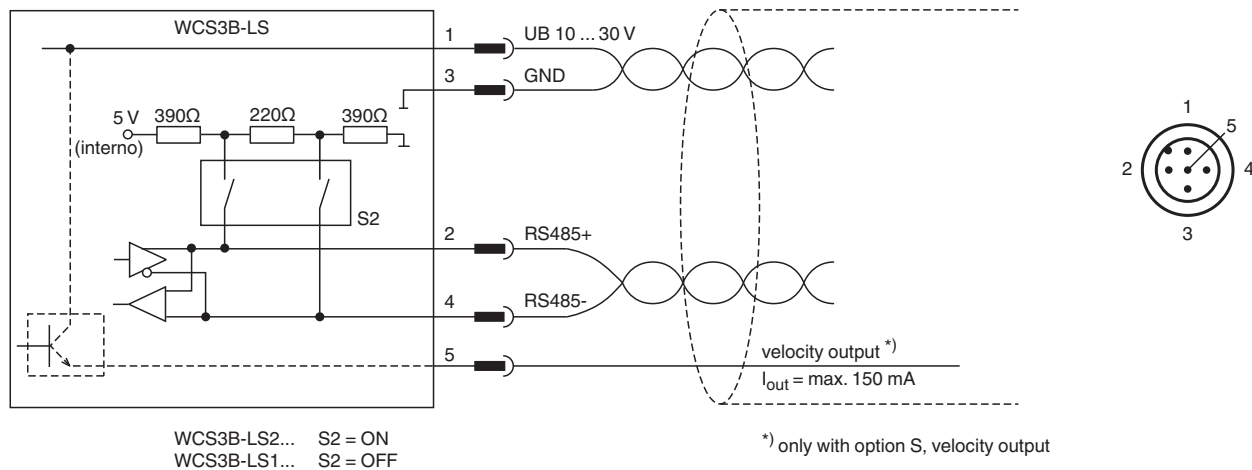 WCS3B-LS
1
UB 10 ... 30 V
3
GND
5 V
(interno)
390Ω
220Ω
390Ω
S2
2
RS485+
4
RS485-
5
velocity output *)
Iout = max. 150 mA
1
5
2
4
3
WCS3B-LS2... S2 = ON
WCS3B-LS1... S2 = OFF
*) only with option S, velocity output